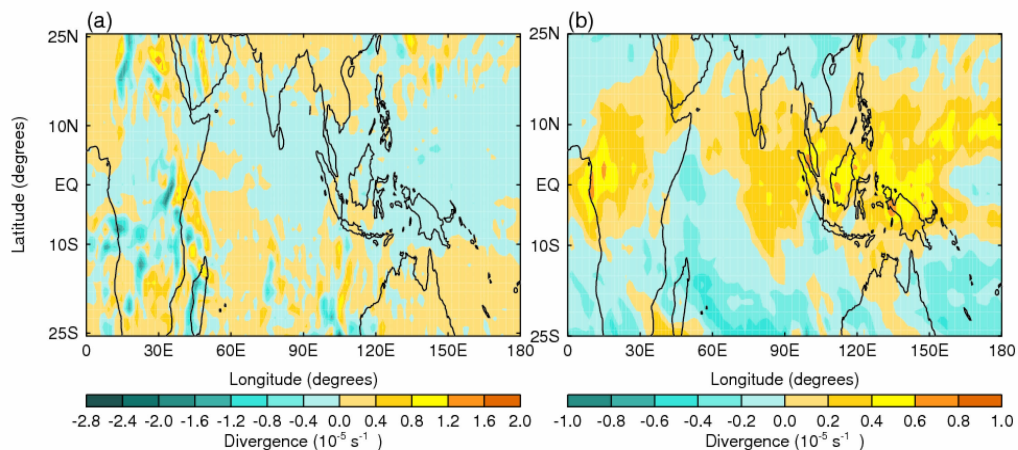 (a)
(b)
25N
10N
EQ
10S
25S
Latitude (degrees)
0 30E 60E 90E 120E 150E 180
Longitude (degrees)
-2.8 -2.4 -2.0 -1.6 -1.2 -0.8 -0.4 0.0 0.4 0.8 1.2 1.6 2.0
Divergence (10⁻⁵ s⁻¹ )
25N
10N
EQ
10S
25S
0 30E 60E 90E 120E 150E 180
Longitude (degrees)
-1.0 -0.8 -0.6 -0.4 -0.2 0.0 0.2 0.4 0.6 0.8 1.0
Divergence (10⁻⁵ s⁻¹ )